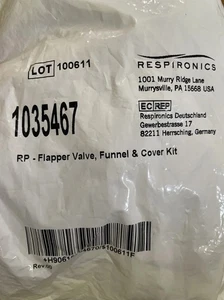 LOT 100611
RESPIRONICS
1001 Murry Ridge Lane
Murrysville, PA 15668 USA
EC REP
1035467
Respironics Deutschland
Gewerbestrasse 17
82211 Herrsching, Germany
RP - Flapper Valve, Funnel & Cover Kit